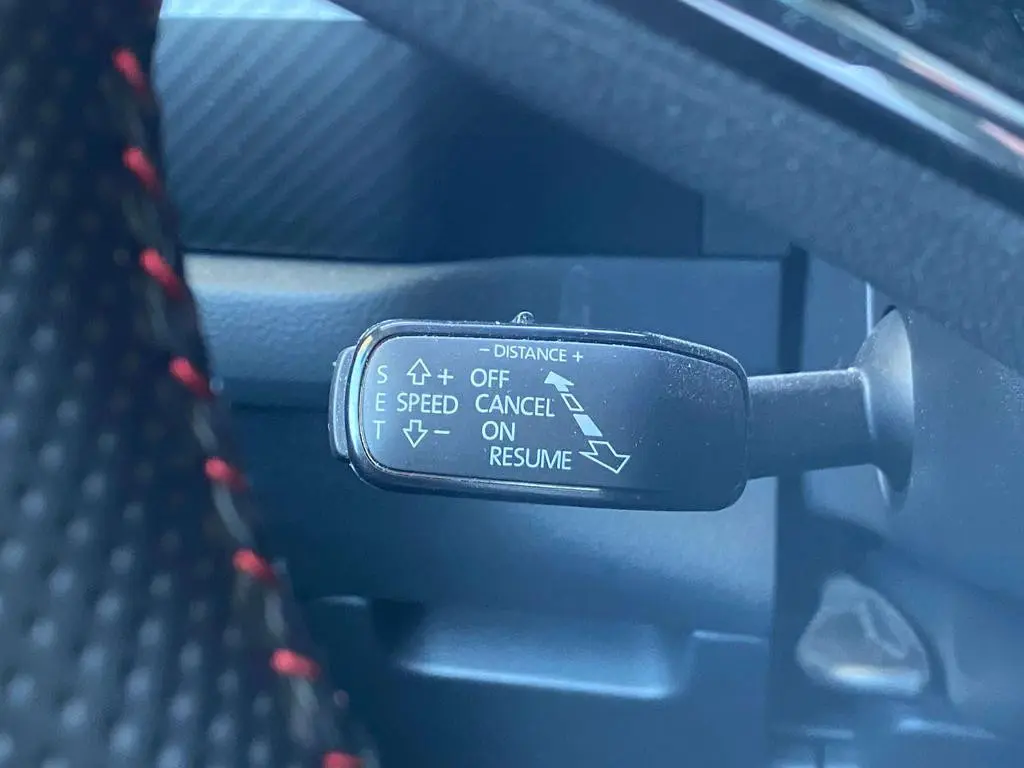 - DISTANCE +
S + OFF
E SPEED CANCEL
T - ON
RESUME